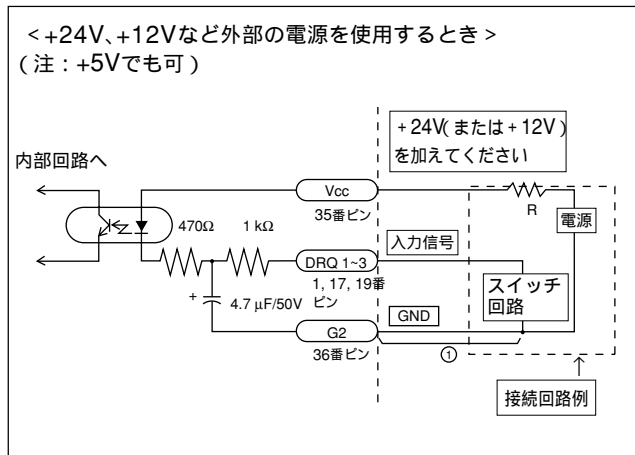 <+24V、+12Vなど外部の電源を使用するとき>
(注：+5Vでも可)
+24V(または+12V)
を加えてください
内部回路へ
Vcc
35番ピン
R
電源
470Ω
1 kΩ
入力信号
DRQ 1~3
1, 17, 19番
ピン
スイッチ
回路
+
4.7 μF/50V
GND
G2
36番ピン
①
接続回路例